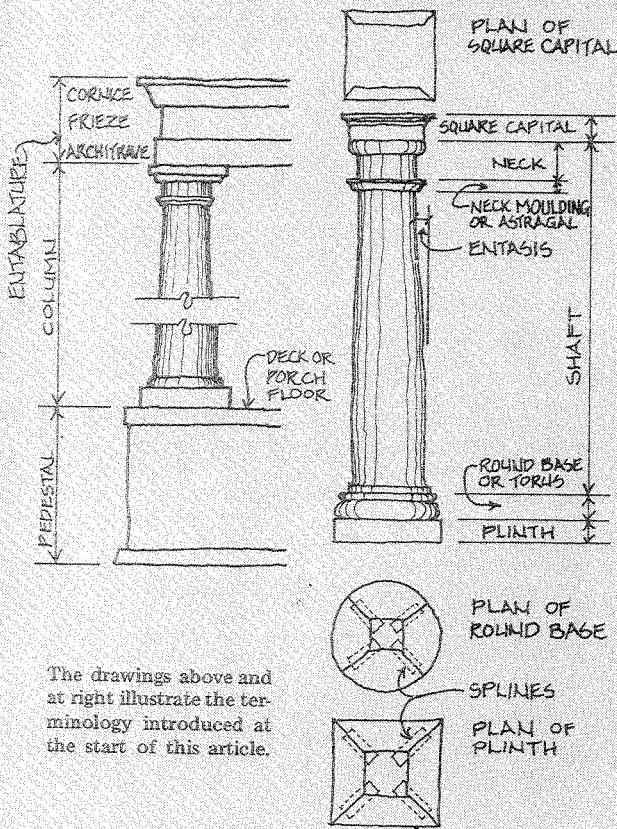 PLAN OF
SQUARE CAPITAL
CORNICE
FRIEZE
ARCHITRAVE
ENTABLATURE
COLUMN
DECK OR
PORCH
FLOOR
PEDESTAL
SQUARE CAPITAL
NECK
NECK MOULDING
OR ASTRAGAL
ENTASIS
SHAFT
ROUND BASE
OR TORUS
PLINTH
PLAN OF
ROUND BASE
SPLINES
PLAN OF
PLINTH
The drawings above and
at right illustrate the ter-
minology introduced at
the start of this article.